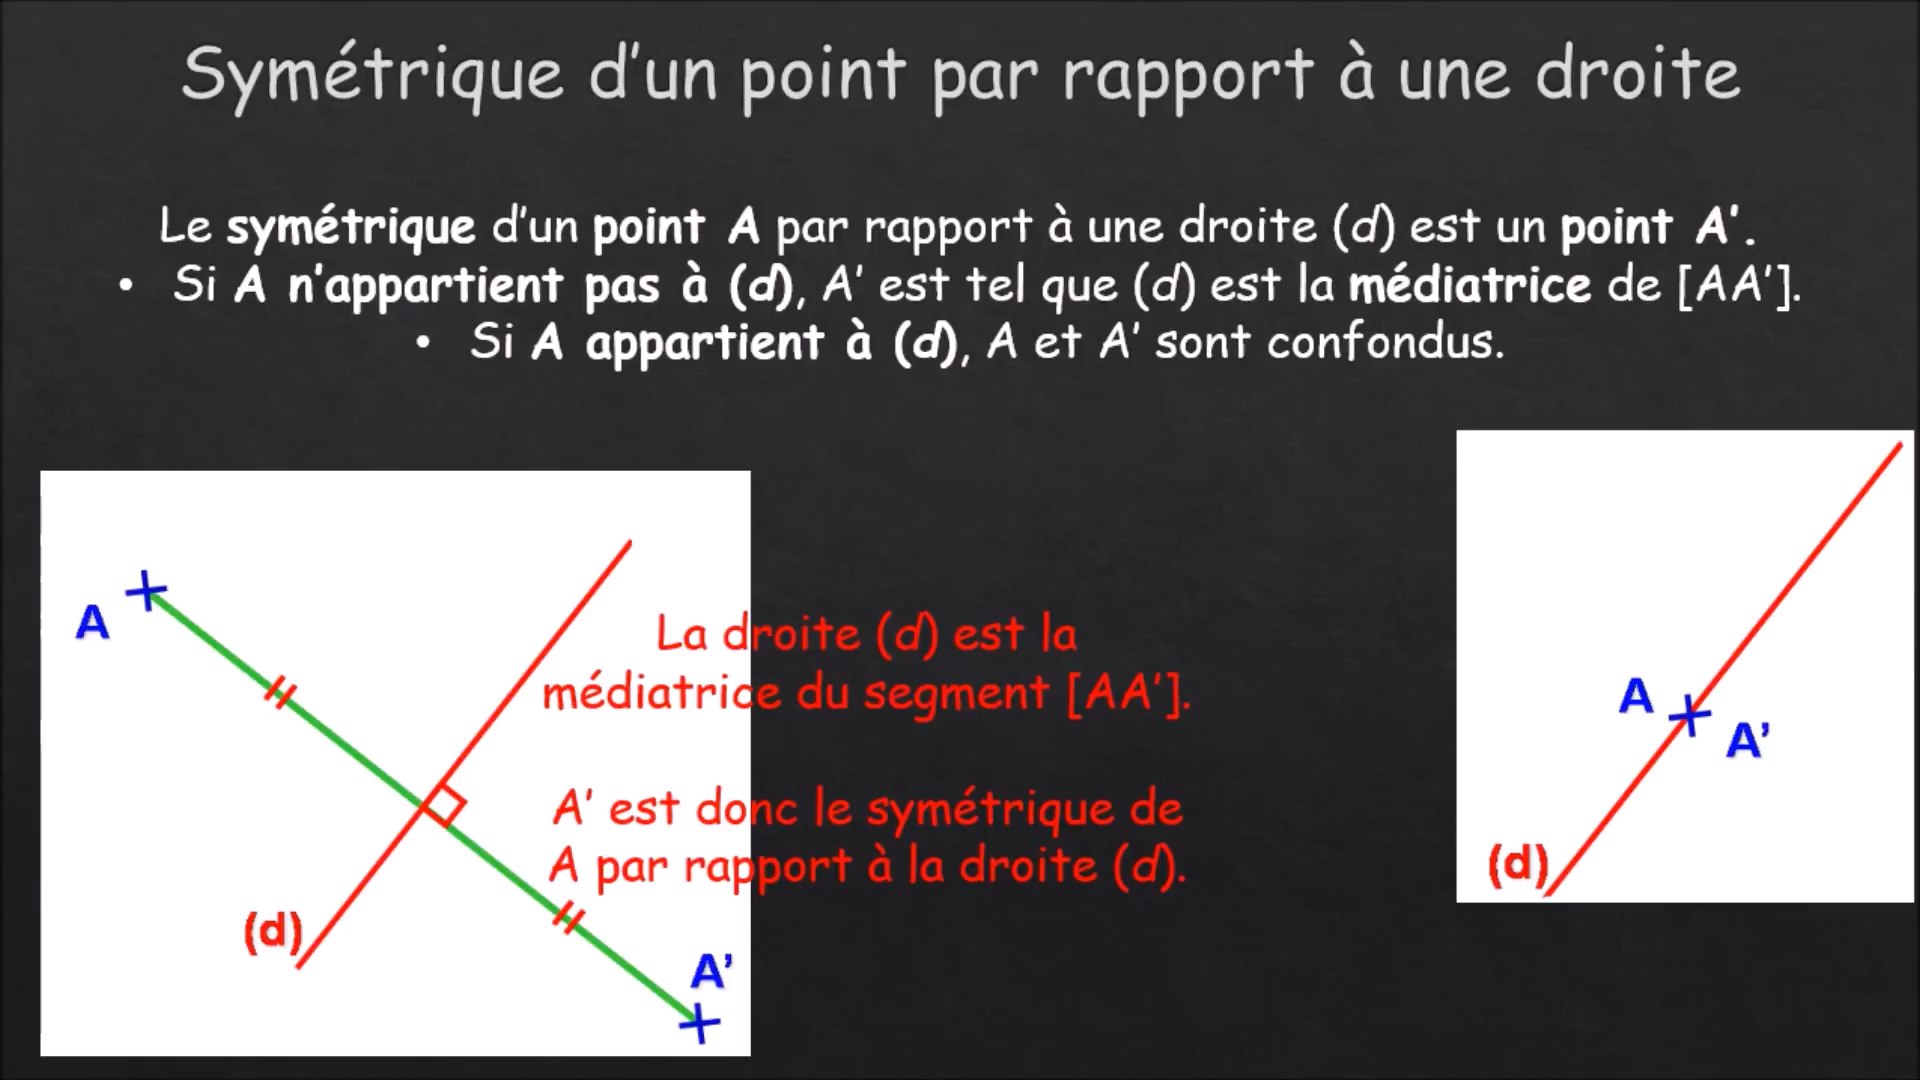 Symétrique d’un point par rapport à une droite
Le symétrique d’un point A par rapport à une droite (d) est un point A’.
• Si A n’appartient pas à (d), A’ est tel que (d) est la médiatrice de [AA’].
• Si A appartient à (d), A et A’ sont confondus.
A
(d)
A’
La droite (d) est la
médiatrice du segment [AA’].
A’ est donc le symétrique de
A par rapport à la droite (d).
A
A’
(d)